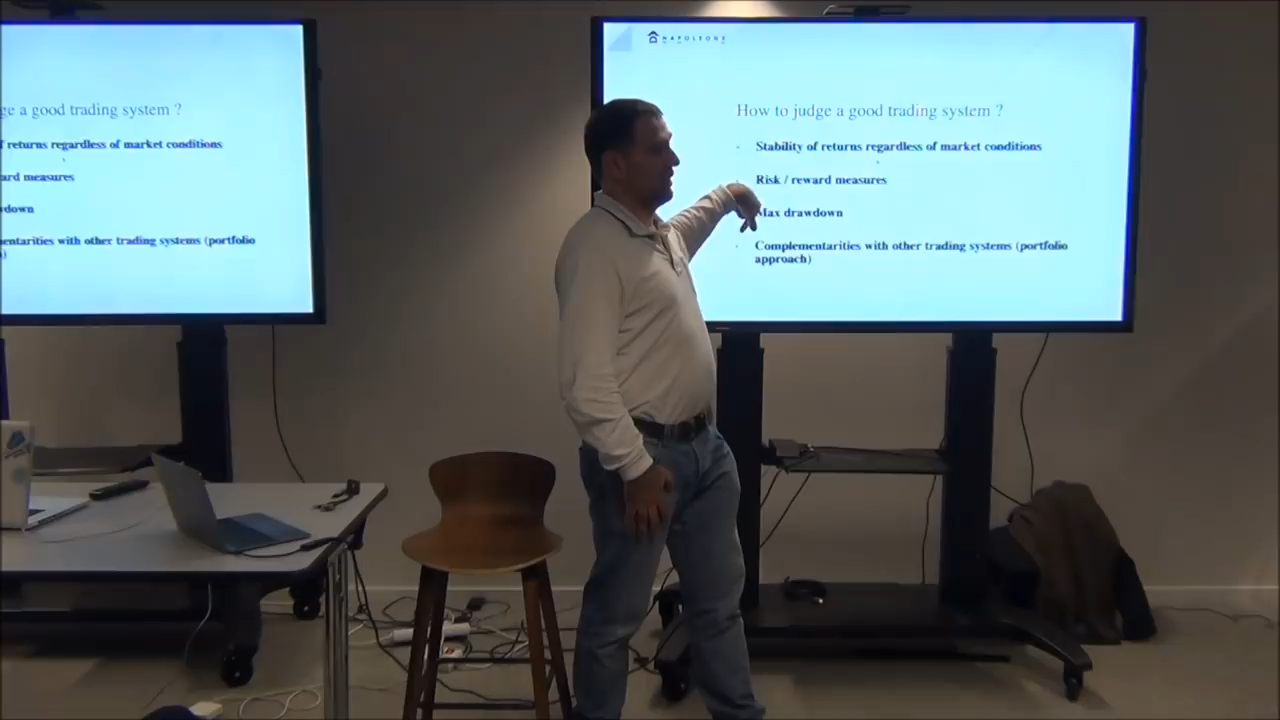 ge a good trading system ?
f returns regardless of market conditions
ard measures
wdown
entarities with other trading systems (portfolio
)
NAPOLEONX
How to judge a good trading system ?
Stability of returns regardless of market conditions
Risk / reward measures
Max drawdown
Complementarities with other trading systems (portfolio
approach)